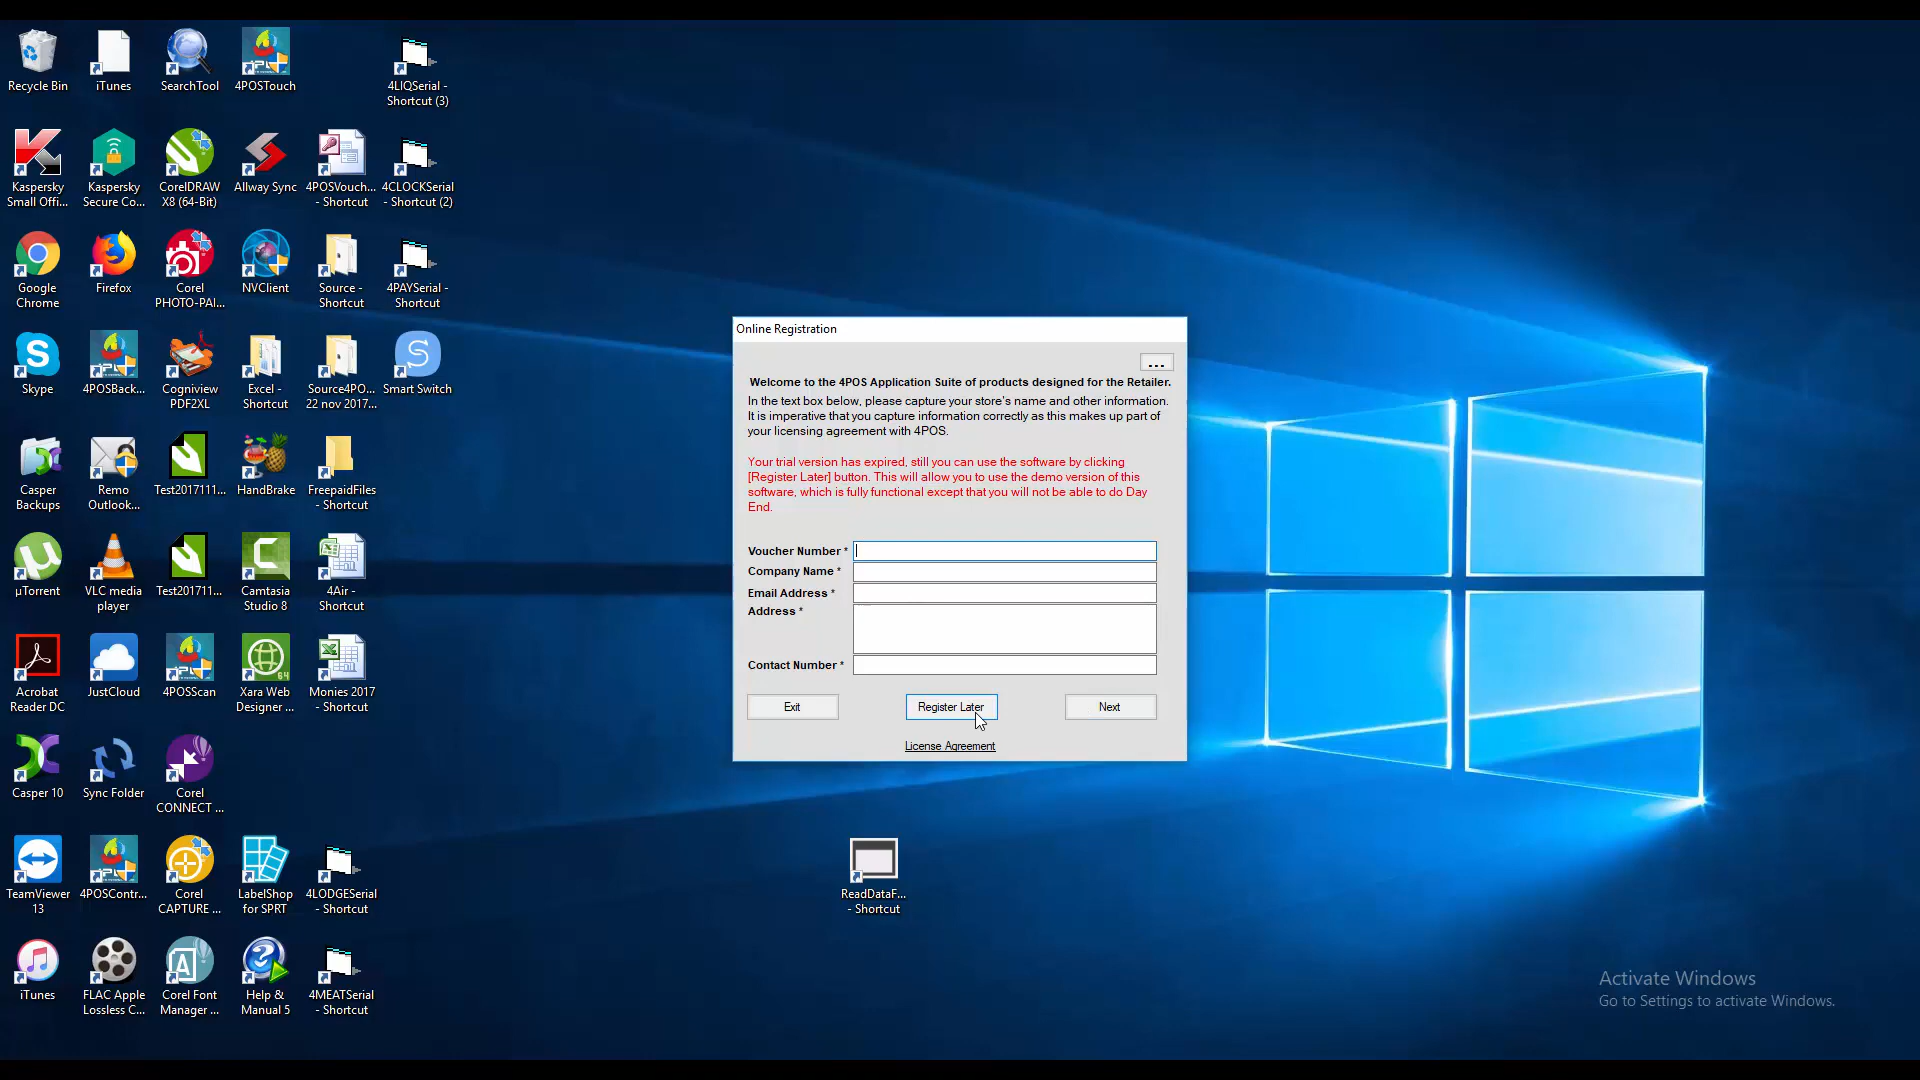 Recycle Bin
iTunes
SearchTool
4POSTouch
4LIQSerial -
Shortcut (3)
Kaspersky
Small Offi...
Kaspersky
Secure Co...
CorelDRAW
X8 (64-Bit)
Allway Sync
4POSVouch...
- Shortcut
4CLOCKSerial
- Shortcut (2)
Google
Chrome
Firefox
Corel
PHOTO-PAI...
NVClient
Source -
Shortcut
4PAYSerial -
Shortcut
Skype
4POSBack...
Cogniview
PDF2XL
Excel -
Shortcut
Source4PO...
22 nov 2017...
Smart Switch
Casper
Backups
Remo
Outlook...
Test2017111...
HandBrake
FreepaidFiles
- Shortcut
µTorrent
VLC media
player
Test201711...
Camtasia
Studio 8
4Air -
Shortcut
Acrobat
Reader DC
JustCloud
4POSScan
Xara Web
Designer ...
Monies 2017
- Shortcut
Casper 10
Sync Folder
Corel
CONNECT ...
TeamViewer
13
4POSContr...
Corel
CAPTURE ...
LabelShop
for SPRT
4LODGESerial
- Shortcut
iTunes
FLAC Apple
Lossless C...
Corel Font
Manager ...
Help &
Manual 5
4MEATSerial
- Shortcut
Online Registration
...
Welcome to the 4POS Application Suite of products designed for the Retailer.
In the text box below, please capture your store's name and other information.
It is imperative that you capture information correctly as this makes up part of
your licensing agreement with 4POS.
Your trial version has expired, still you can use the software by clicking
[Register Later] button. This will allow you to use the demo version of this
software, which is fully functional except that you will not be able to do Day
End.
Voucher Number *
Company Name *
Email Address *
Address *
Contact Number *
Exit
Register Later
Next
License Agreement
ReadDataF...
- Shortcut
Activate Windows
Go to Settings to activate Windows.